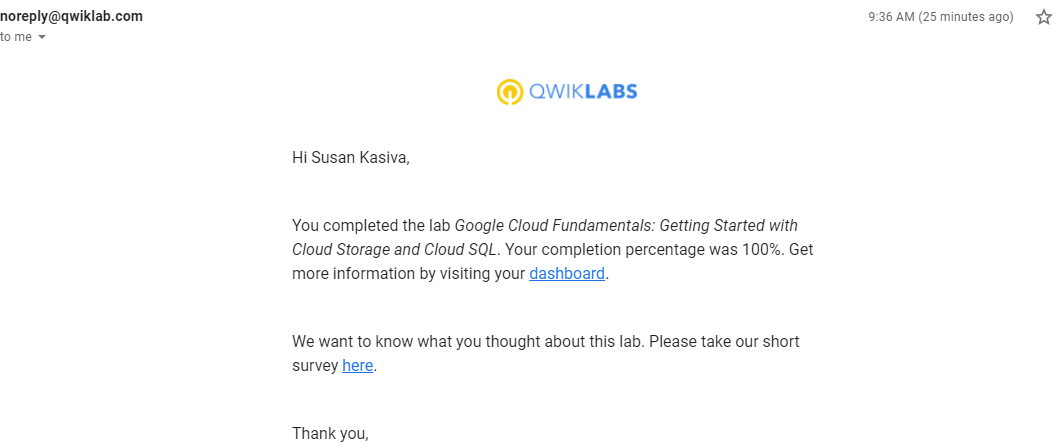 noreply@qwiklab.com
9:36 AM (25 minutes ago)
to me
QWIKLABS
Hi Susan Kasiva,
You completed the lab Google Cloud Fundamentals: Getting Started with
Cloud Storage and Cloud SQL. Your completion percentage was 100%. Get
more information by visiting your dashboard.
We want to know what you thought about this lab. Please take our short
survey here.
Thank you,